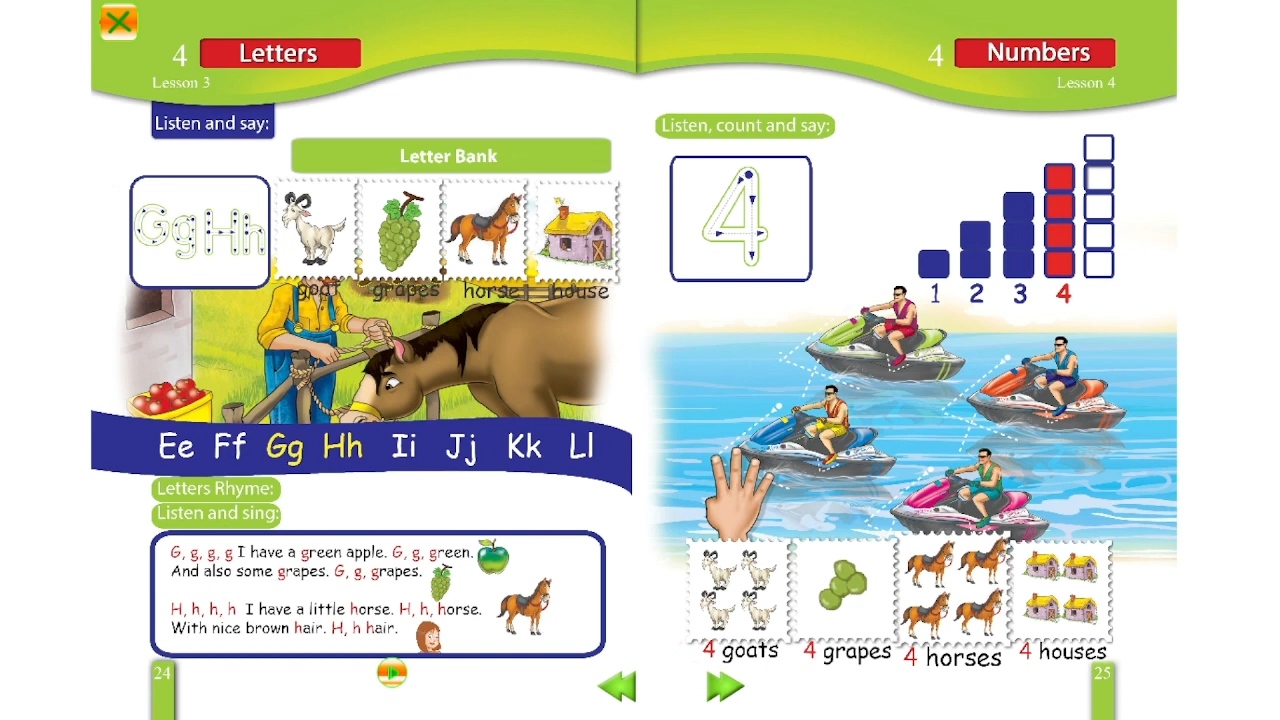 4 Letters
Lesson 3
Listen and say:
Letter Bank
Gg Hh
goat grapes horse house
Ee Ff Gg Hh Ii Jj Kk Ll
Letters Rhyme:
Listen and sing:
G, g, g, g I have a green apple. G, g, green.
And also some grapes. G, g, grapes.
H, h, h, h I have a little horse. H, h, horse.
With nice brown hair. H, h hair.
24
4 Numbers
Lesson 4
Listen, count and say:
4
1 2 3 4
4 goats 4 grapes 4 horses 4 houses
25